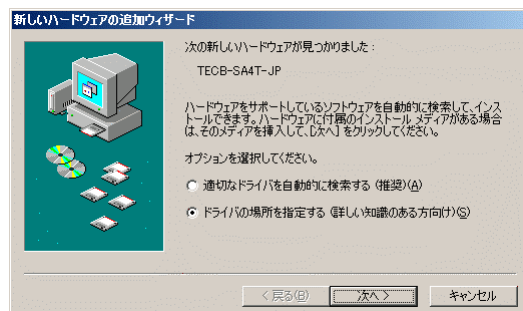 新しいハードウェアの追加ウィザード
次の新しいハードウェアが見つかりました：
TECB-SA4T-JP
ハードウェアをサポートしているソフトウェアを自動的に検索して、インス
トールできます。ハードウェアに付属のインストール メディアがある場合
は、そのメディアを挿入して、[次へ] をクリックしてください。
オプションを選択してください。
適切なドライバを自動的に検索する (推奨)(A)
ドライバの場所を指定する (詳しい知識のある方向け)(S)
< 戻る(B)
次へ >
キャンセル